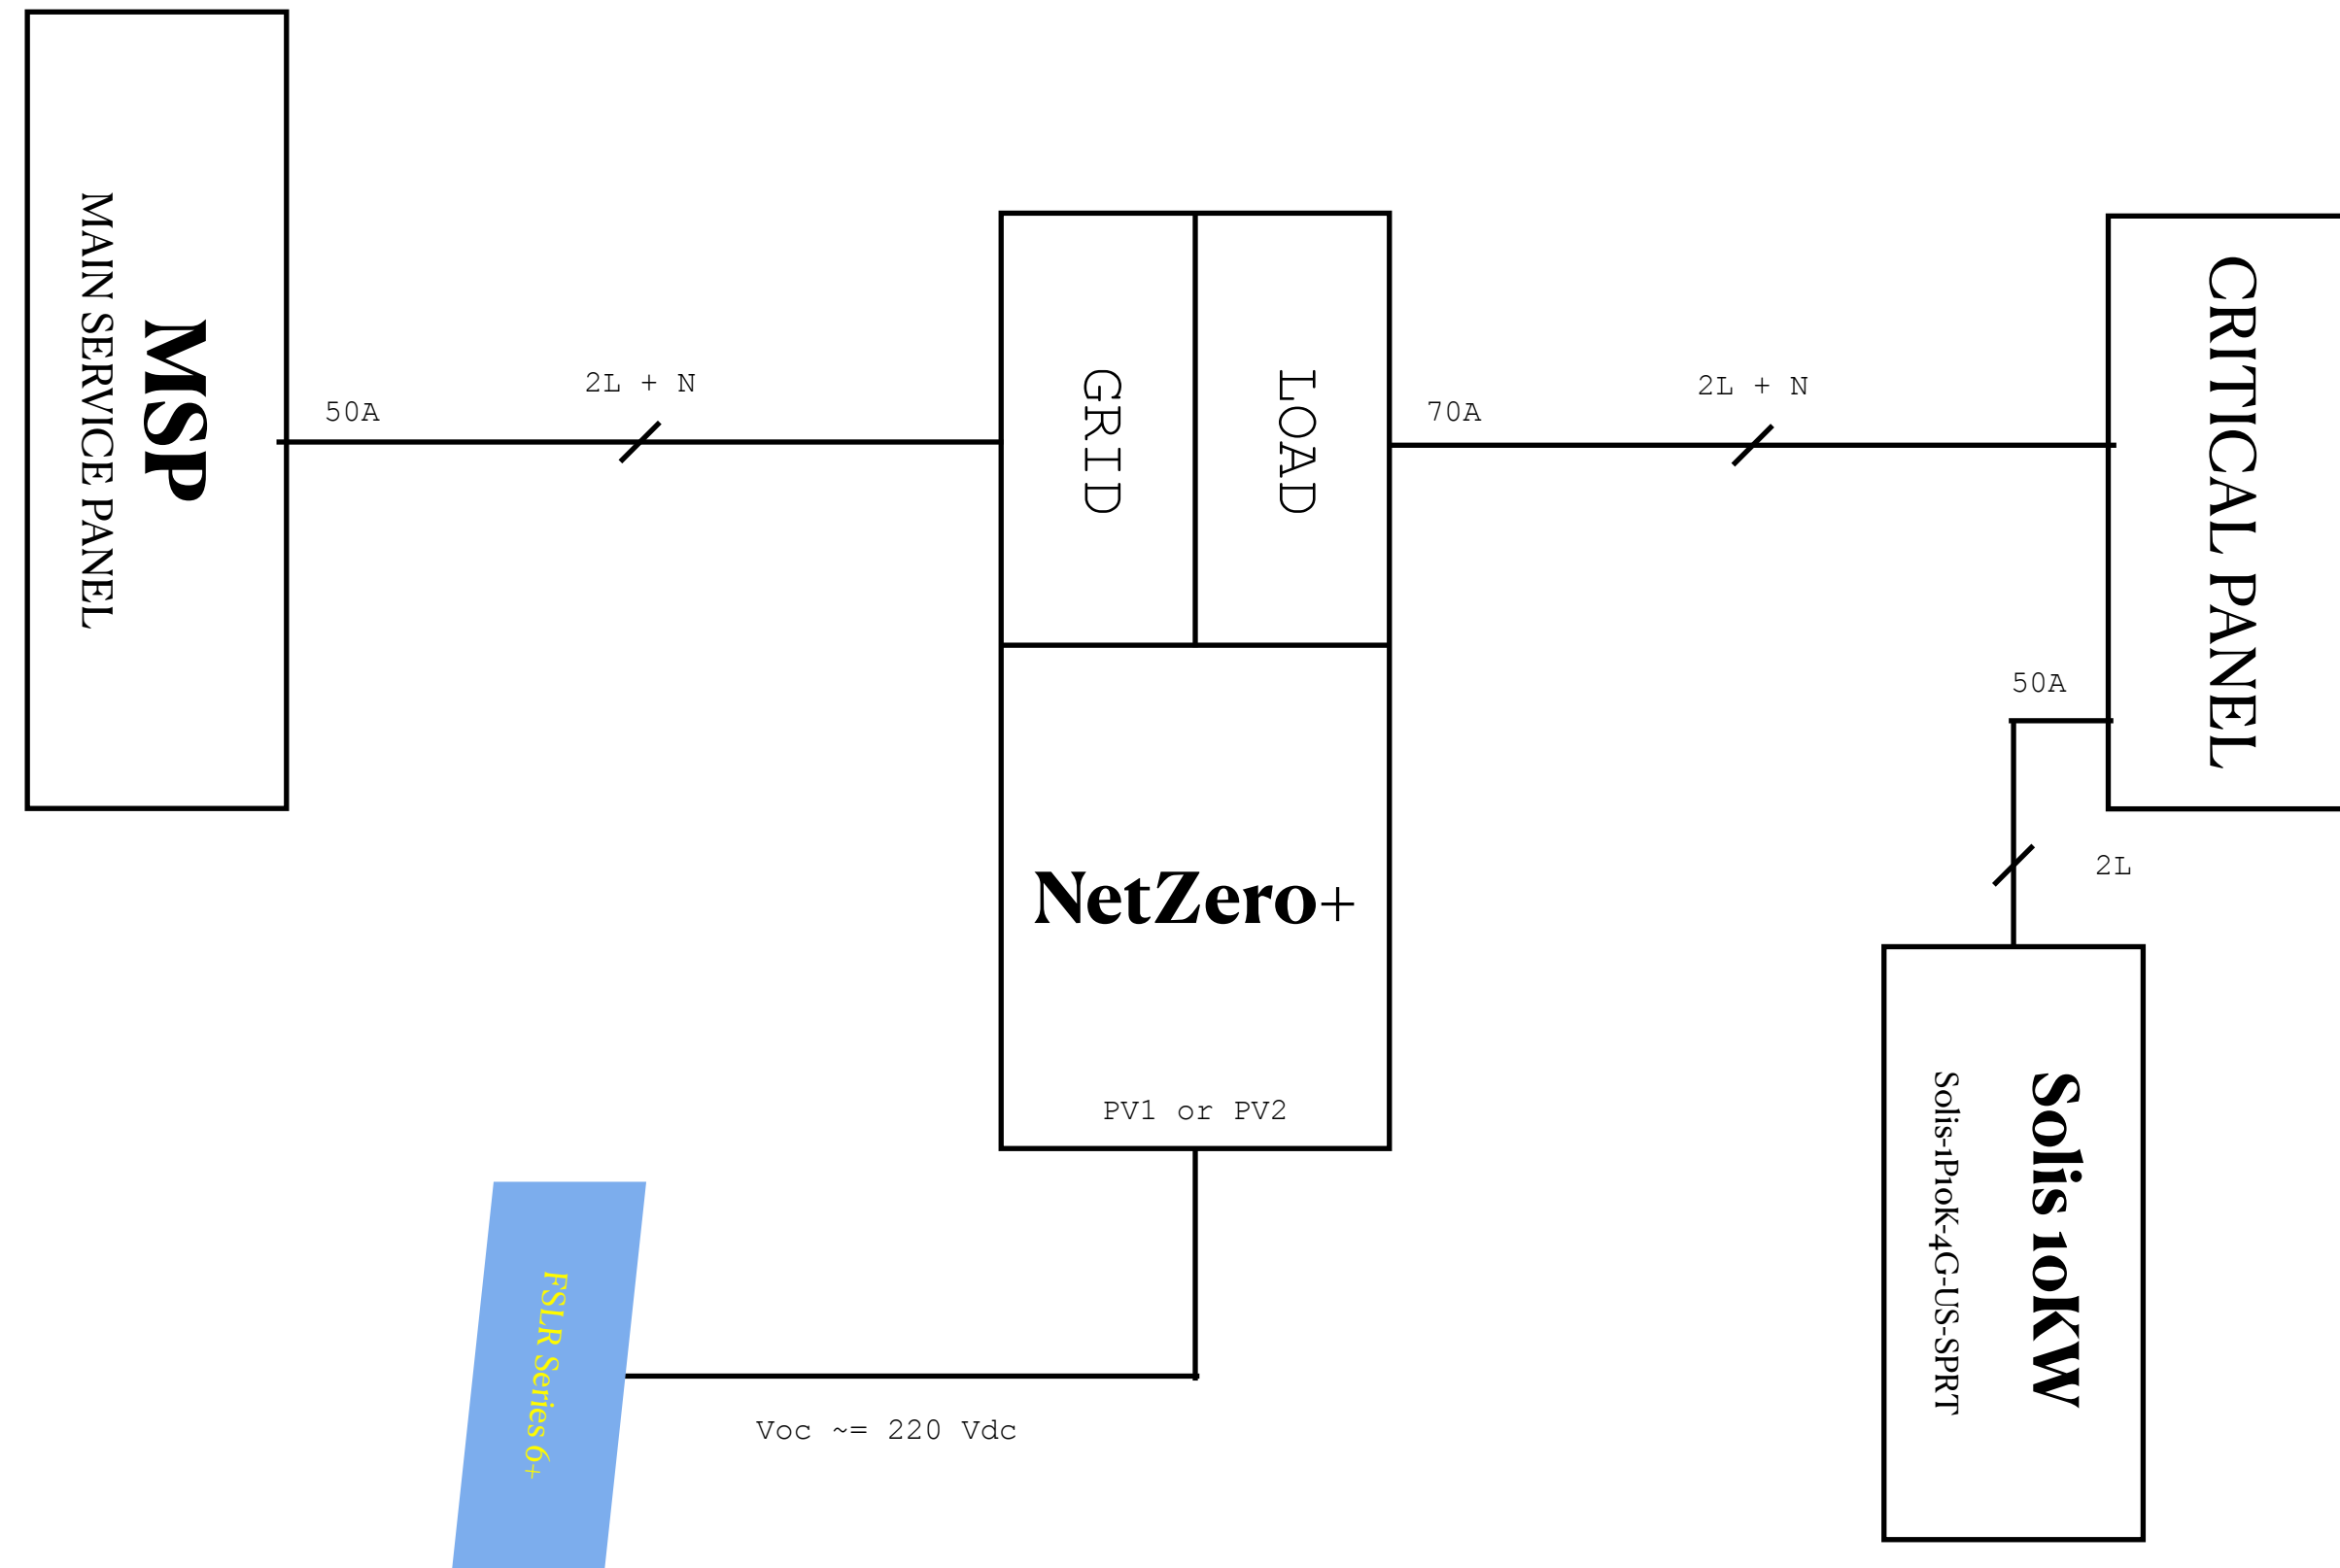 MSP
MAIN SERVICE PANEL
50A
2L + N
GRID
LOAD
70A
2L + N
CRITICAL PANEL
50A
2L
NetZero+
PV1 or PV2
Solis 10KW
Solis-1P10K-4G-US-SPRT
FSLR Series 6+
Voc ~= 220 Vdc